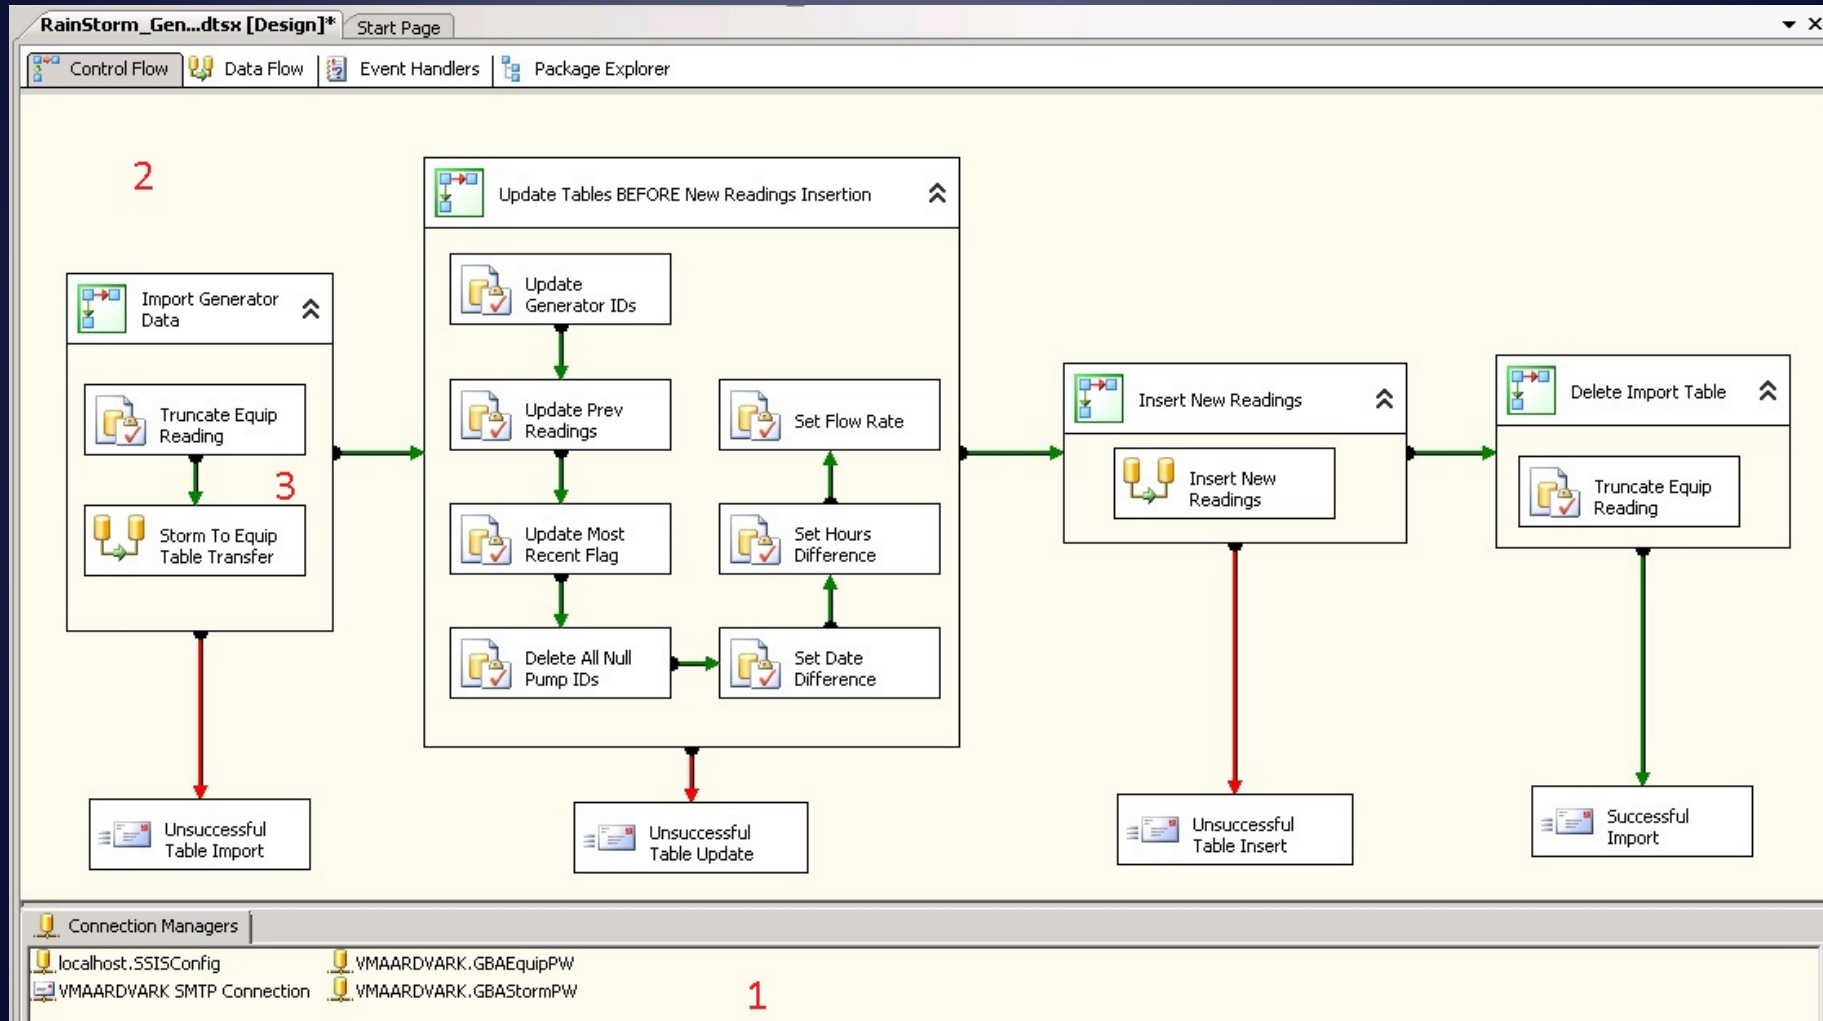 RainStorm_Gen...dtsx [Design]*
Start Page
Control Flow
Data Flow
Event Handlers
Package Explorer
2
Import Generator
Data
Truncate Equip
Reading
3
Storm To Equip
Table Transfer
Unsuccessful
Table Import
Update Tables BEFORE New Readings Insertion
Update
Generator IDs
Update Prev
Readings
Update Most
Recent Flag
Delete All Null
Pump IDs
Set Date
Difference
Set Hours
Difference
Set Flow Rate
Unsuccessful
Table Update
Insert New Readings
Insert New
Readings
Unsuccessful
Table Insert
Delete Import Table
Truncate Equip
Reading
Successful
Import
Connection Managers
localhost.SSISConfig
VMAARDVARK.GBAEquipPW
VMAARDVARK SMTP Connection
VMAARDVARK.GBAStormPW
1